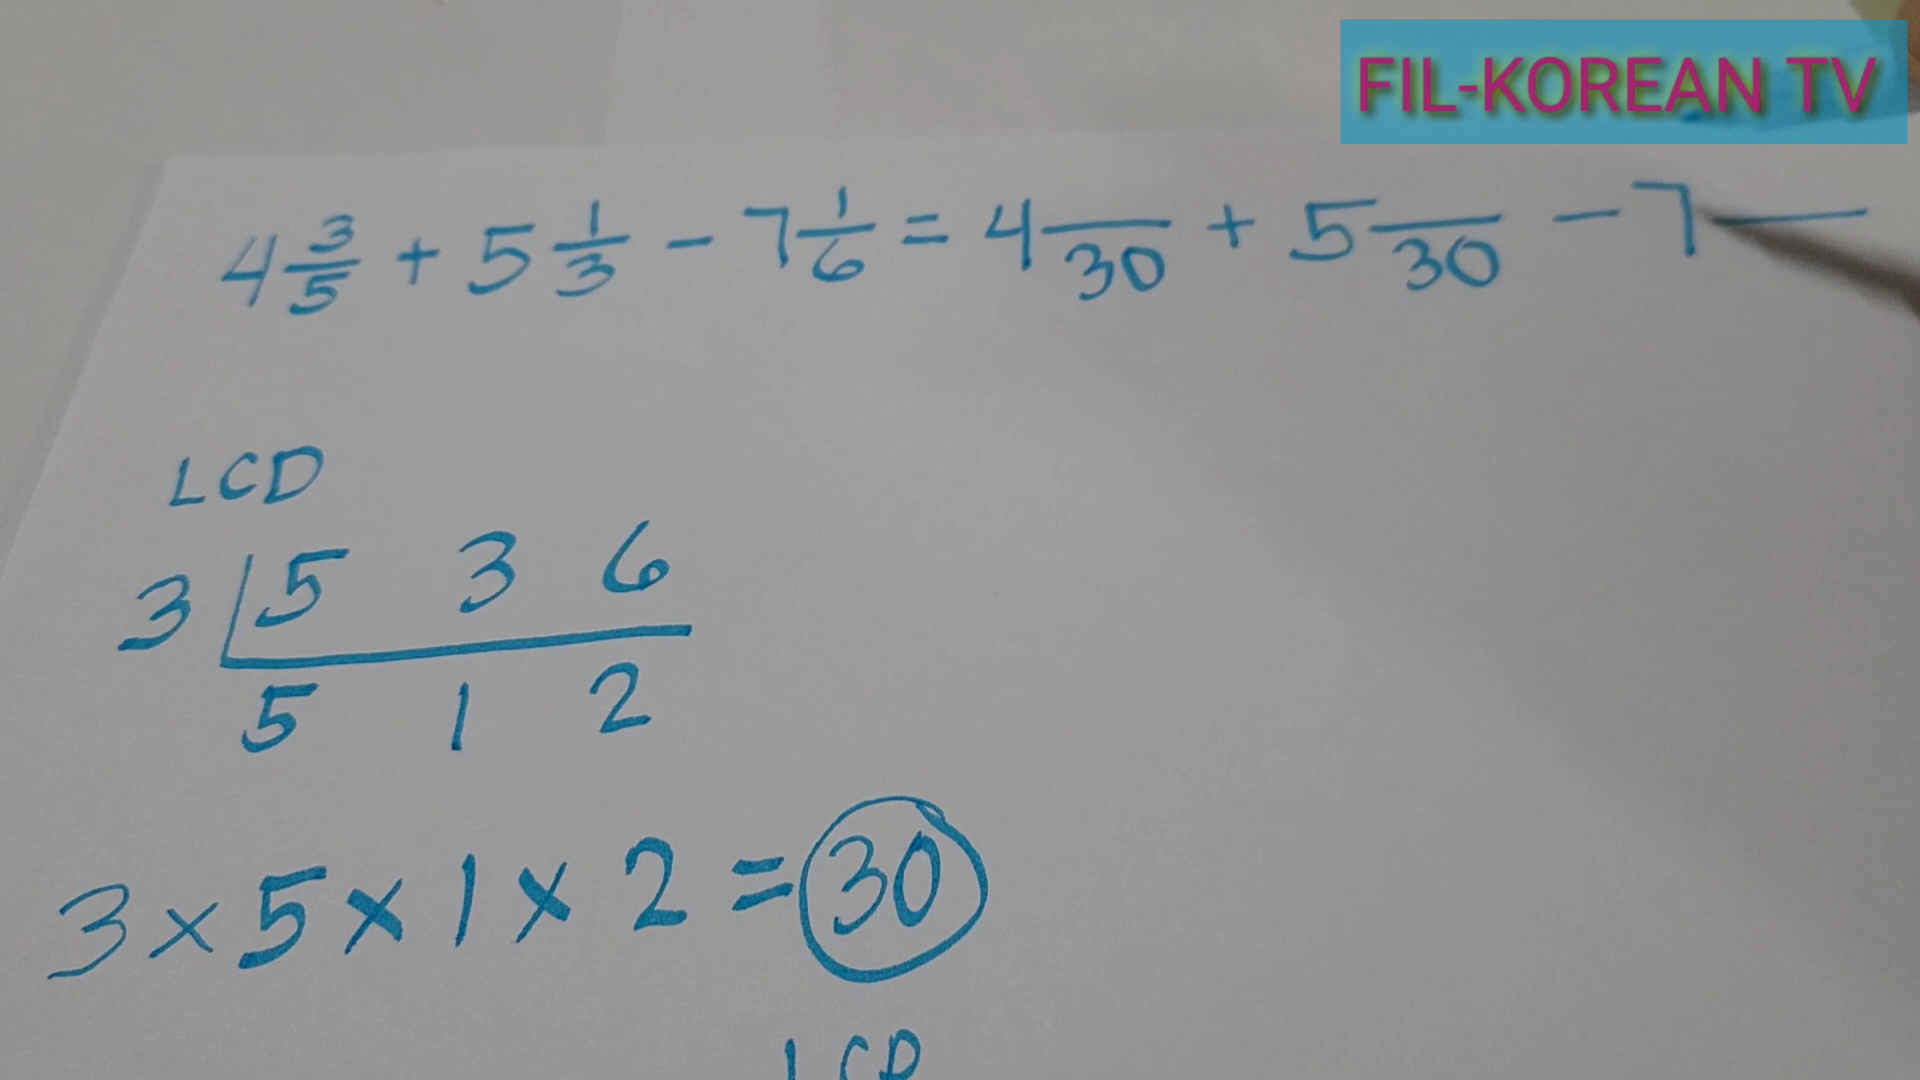 FIL-KOREAN TV
4 3/5 + 5 1/3 - 7 1/6 = 4 /30 + 5 /30 - 7
LCD
3 5 3 6
5 1 2
3 x 5 x 1 x 2 = 30
LCD